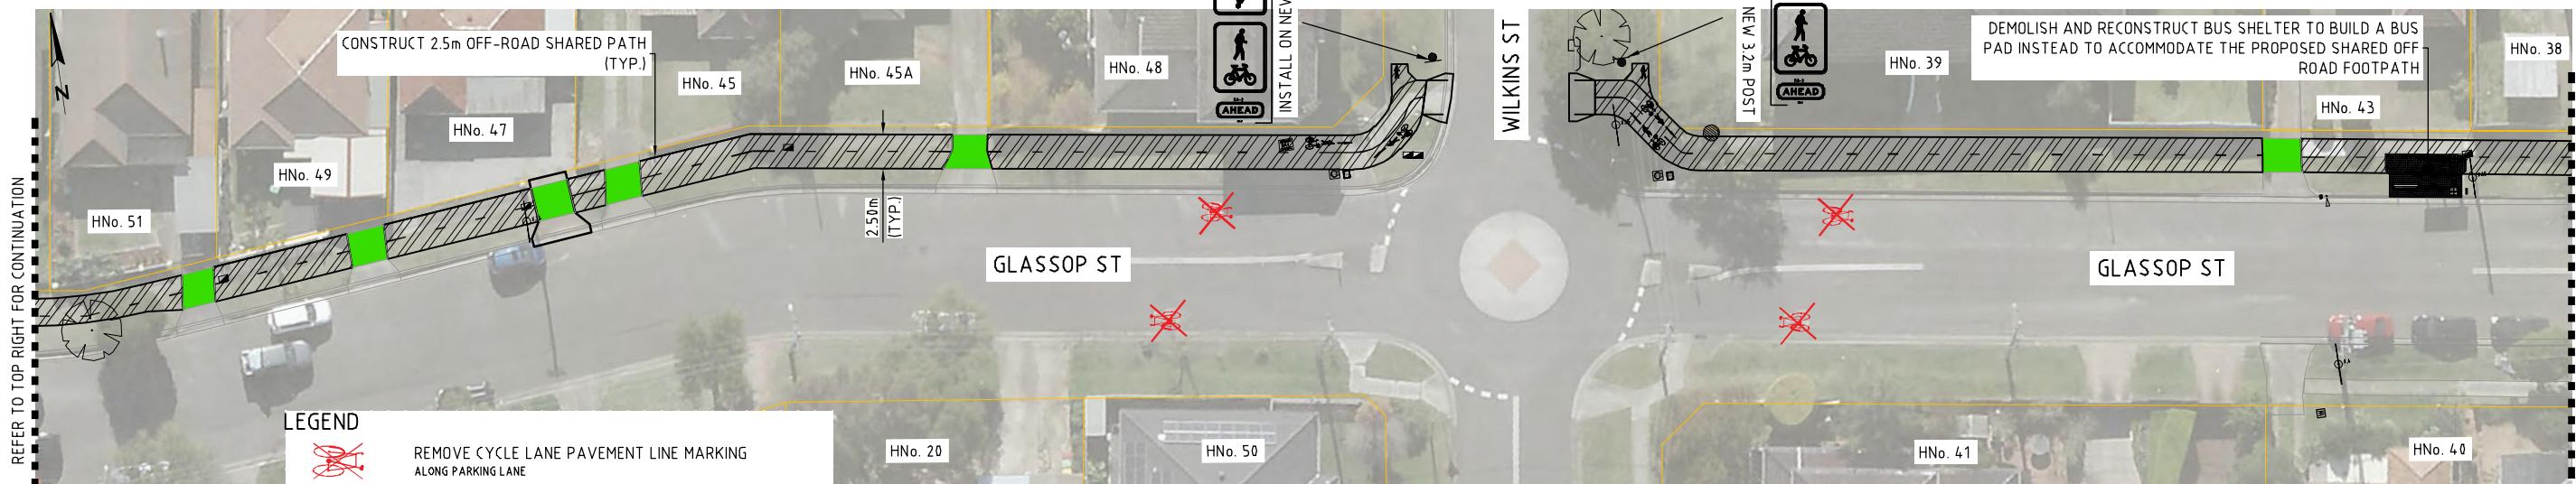 CONSTRUCT 2.5m OFF-ROAD SHARED PATH
(TYP.)
HNo. 45
HNo. 45A
HNo. 48
AHEAD
INSTALL ON NEW
WILKINS ST
NEW 3.2m POST
AHEAD
HNo. 39
DEMOLISH AND RECONSTRUCT BUS SHELTER TO BUILD A BUS
PAD INSTEAD TO ACCOMMODATE THE PROPOSED SHARED OFF
ROAD FOOTPATH
HNo. 38
HNo. 43
N
HNo. 47
HNo. 49
HNo. 51
2.50m
(TYP.)
GLASSOP ST
GLASSOP ST
REFER TO TOP RIGHT FOR CONTINUATION
LEGEND
REMOVE CYCLE LANE PAVEMENT LINE MARKING
ALONG PARKING LANE
HNo. 20
HNo. 50
HNo. 41
HNo. 40